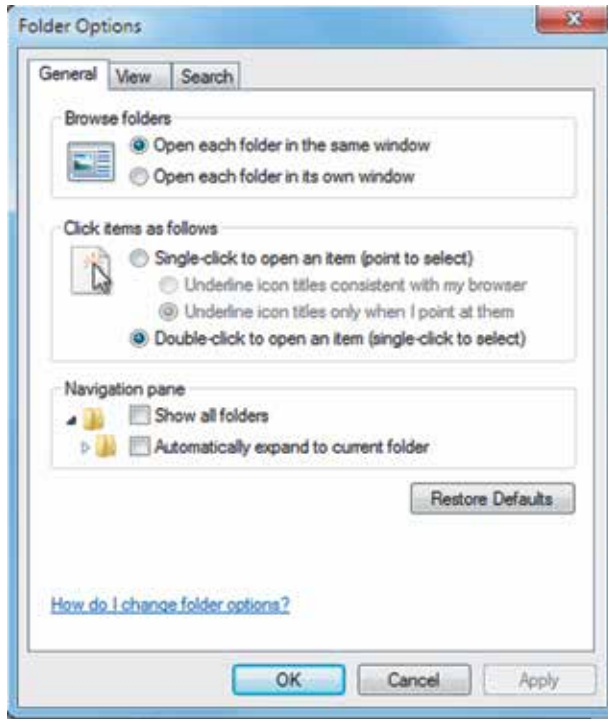 Folder Options
General
View
Search
Browse folders
Open each folder in the same window
Open each folder in its own window
Click items as follows
Single-click to open an item (point to select)
Underline icon titles consistent with my browser
Underline icon titles only when I point at them
Double-click to open an item (single-click to select)
Navigation pane
Show all folders
Automatically expand to current folder
Restore Defaults
How do I change folder options?
OK
Cancel
Apply